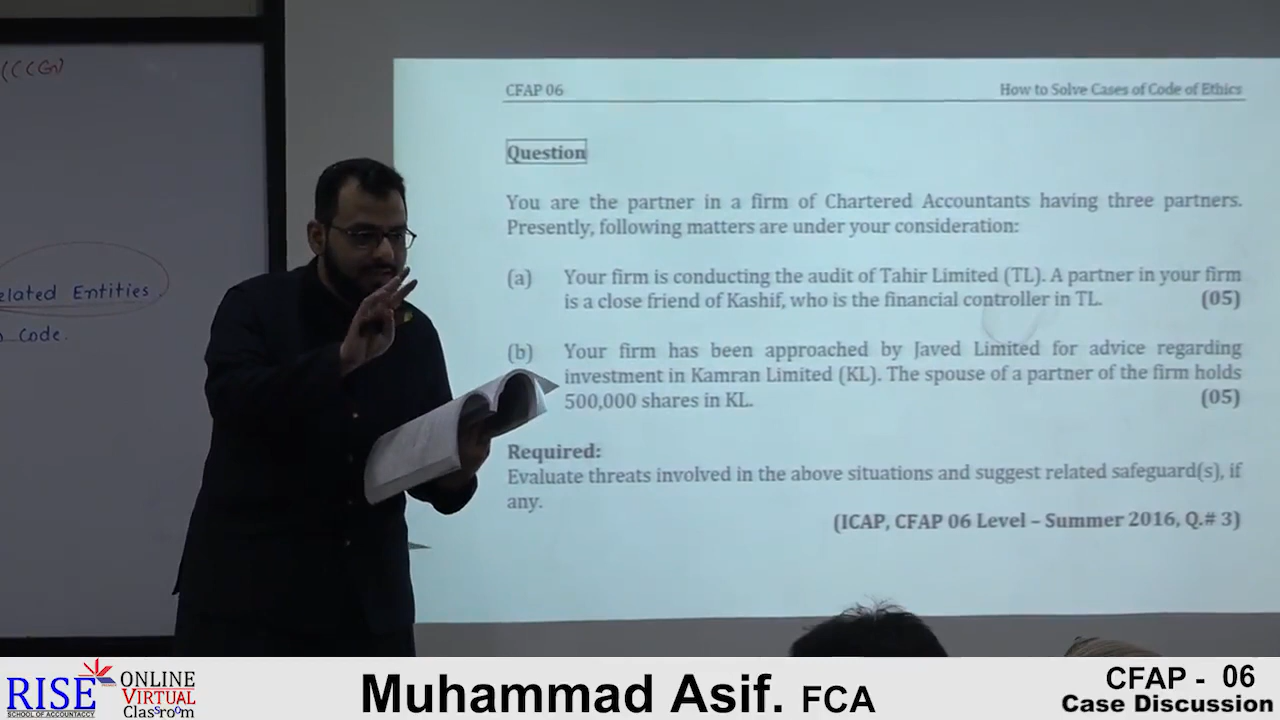 (CCGn)
elated Entities
Code.
CFAP 06
How to Solve Cases of Code of Ethics
Question
You are the partner in a firm of Chartered Accountants having three partners.
Presently, following matters are under your consideration:
(a) Your firm is conducting the audit of Tahir Limited (TL). A partner in your firm
is a close friend of Kashif, who is the financial controller in TL. (05)
(b) Your firm has been approached by Javed Limited for advice regarding
investment in Kamran Limited (KL). The spouse of a partner of the firm holds
500,000 shares in KL. (05)
Required:
Evaluate threats involved in the above situations and suggest related safeguard(s), if
any.
(ICAP, CFAP 06 Level – Summer 2016, Q.# 3)
RISE
SCHOOL OF ACCOUNTACCY
ONLINE
VIRTUAL
Classroom
Muhammad Asif. FCA
CFAP - 06
Case Discussion